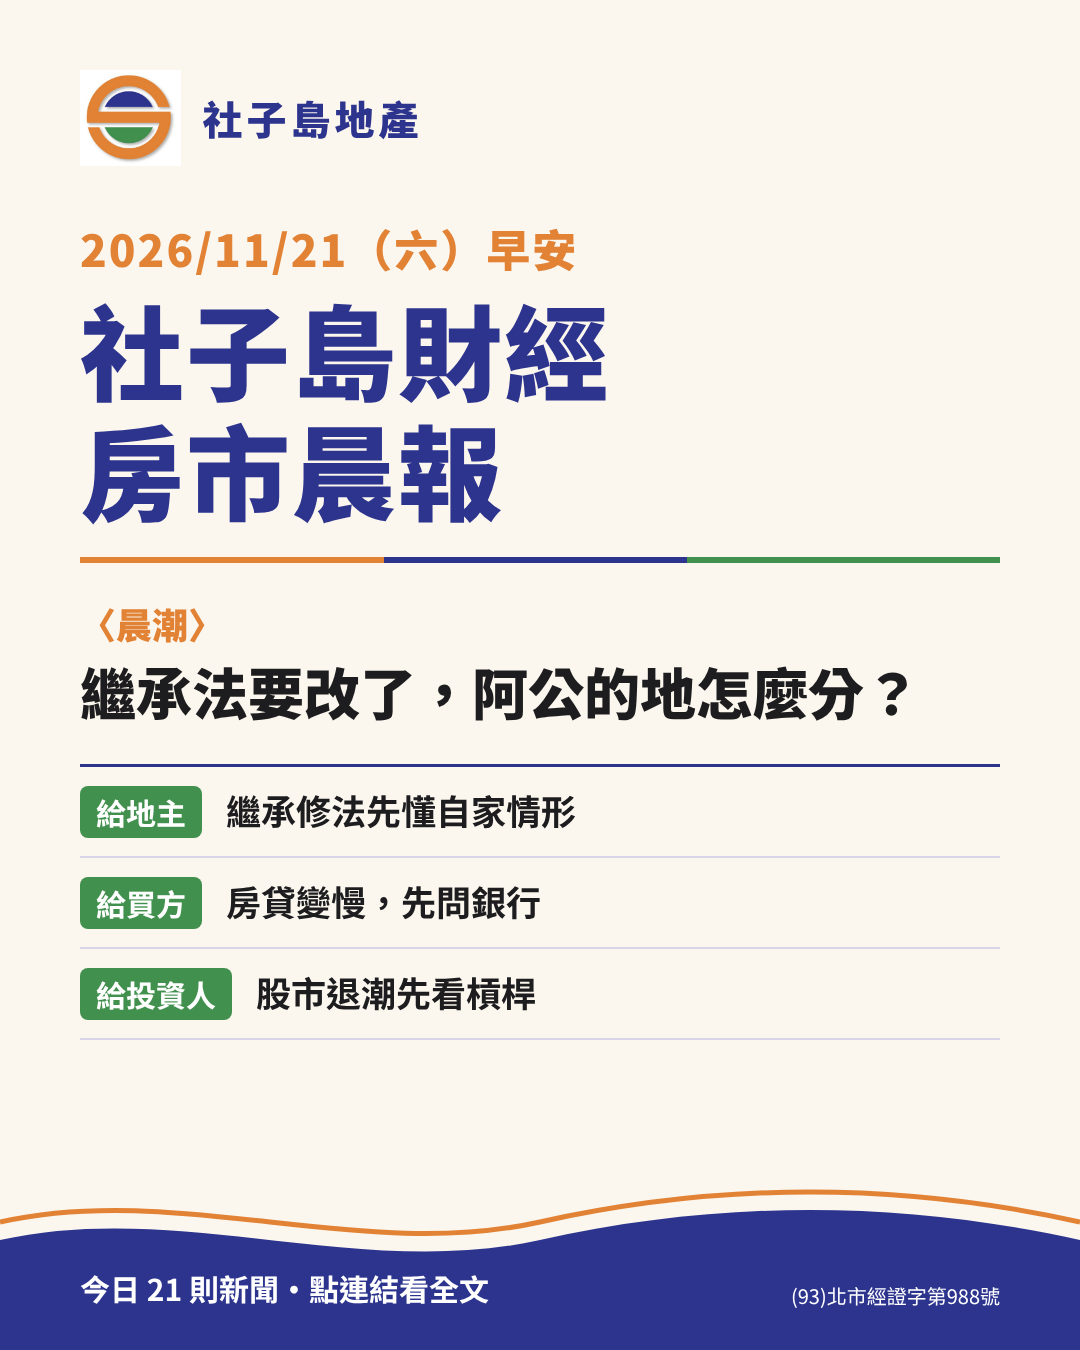 社子島地產
2026/11/21（六）早安
社子島財經
房市晨報
〈晨潮〉
繼承法要改了，阿公的地怎麼分？
給地主 繼承修法先懂自家情形
給買方 房貸變慢，先問銀行
給投資人 股市退潮先看槓桿
今日 21 則新聞・點連結看全文
(93)北市經證字第988號